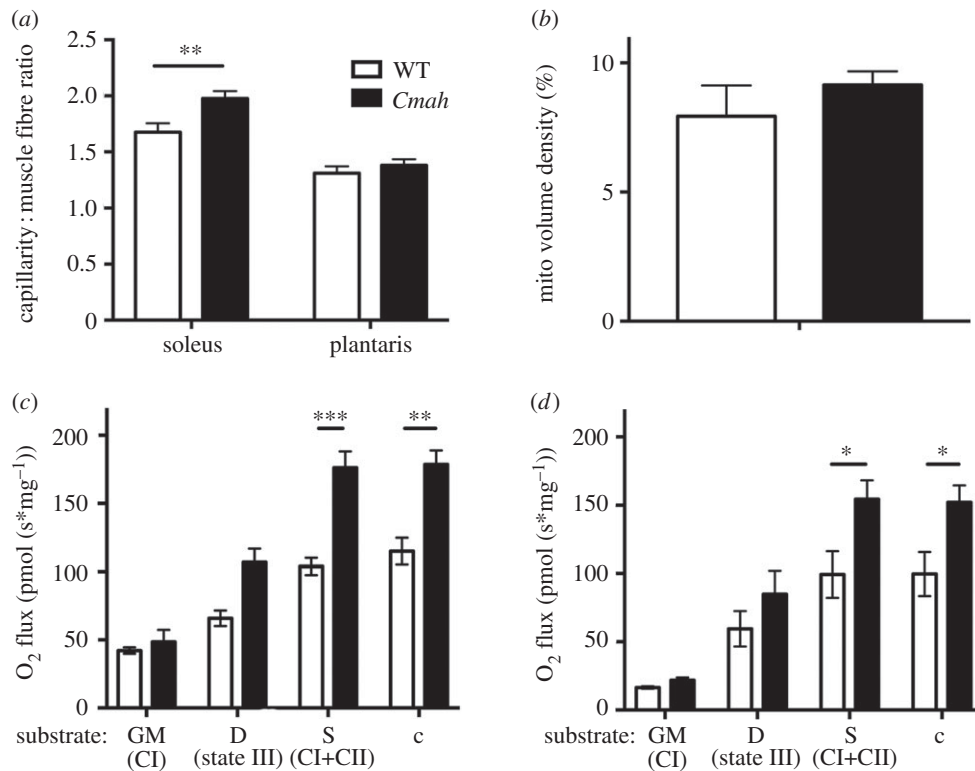 (a)
capillarity : muscle fibre ratio
2.5
2.0
1.5
1.0
0.5
0
**
WT
Cmah
soleus
plantaris
(b)
mito volume density (%)
10
5
0
(c)
O2 flux (pmol (s*mg−1))
200
150
100
50
0
***
**
substrate:
GM
(CI)
D
(state III)
S
(CI+CII)
c
(d)
O2 flux (pmol (s*mg−1))
200
150
100
50
0
*
*
substrate:
GM
(CI)
D
(state III)
S
(CI+CII)
c